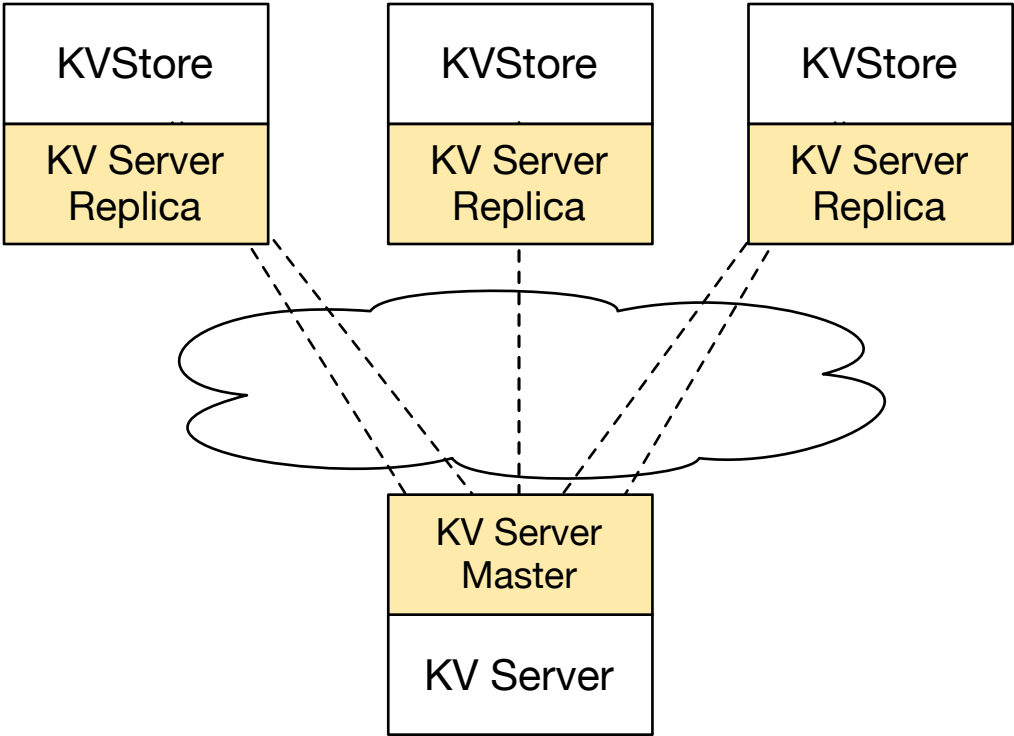 KVStore
KV Server
Replica
KVStore
KV Server
Replica
KVStore
KV Server
Replica
KV Server
Master
KV Server